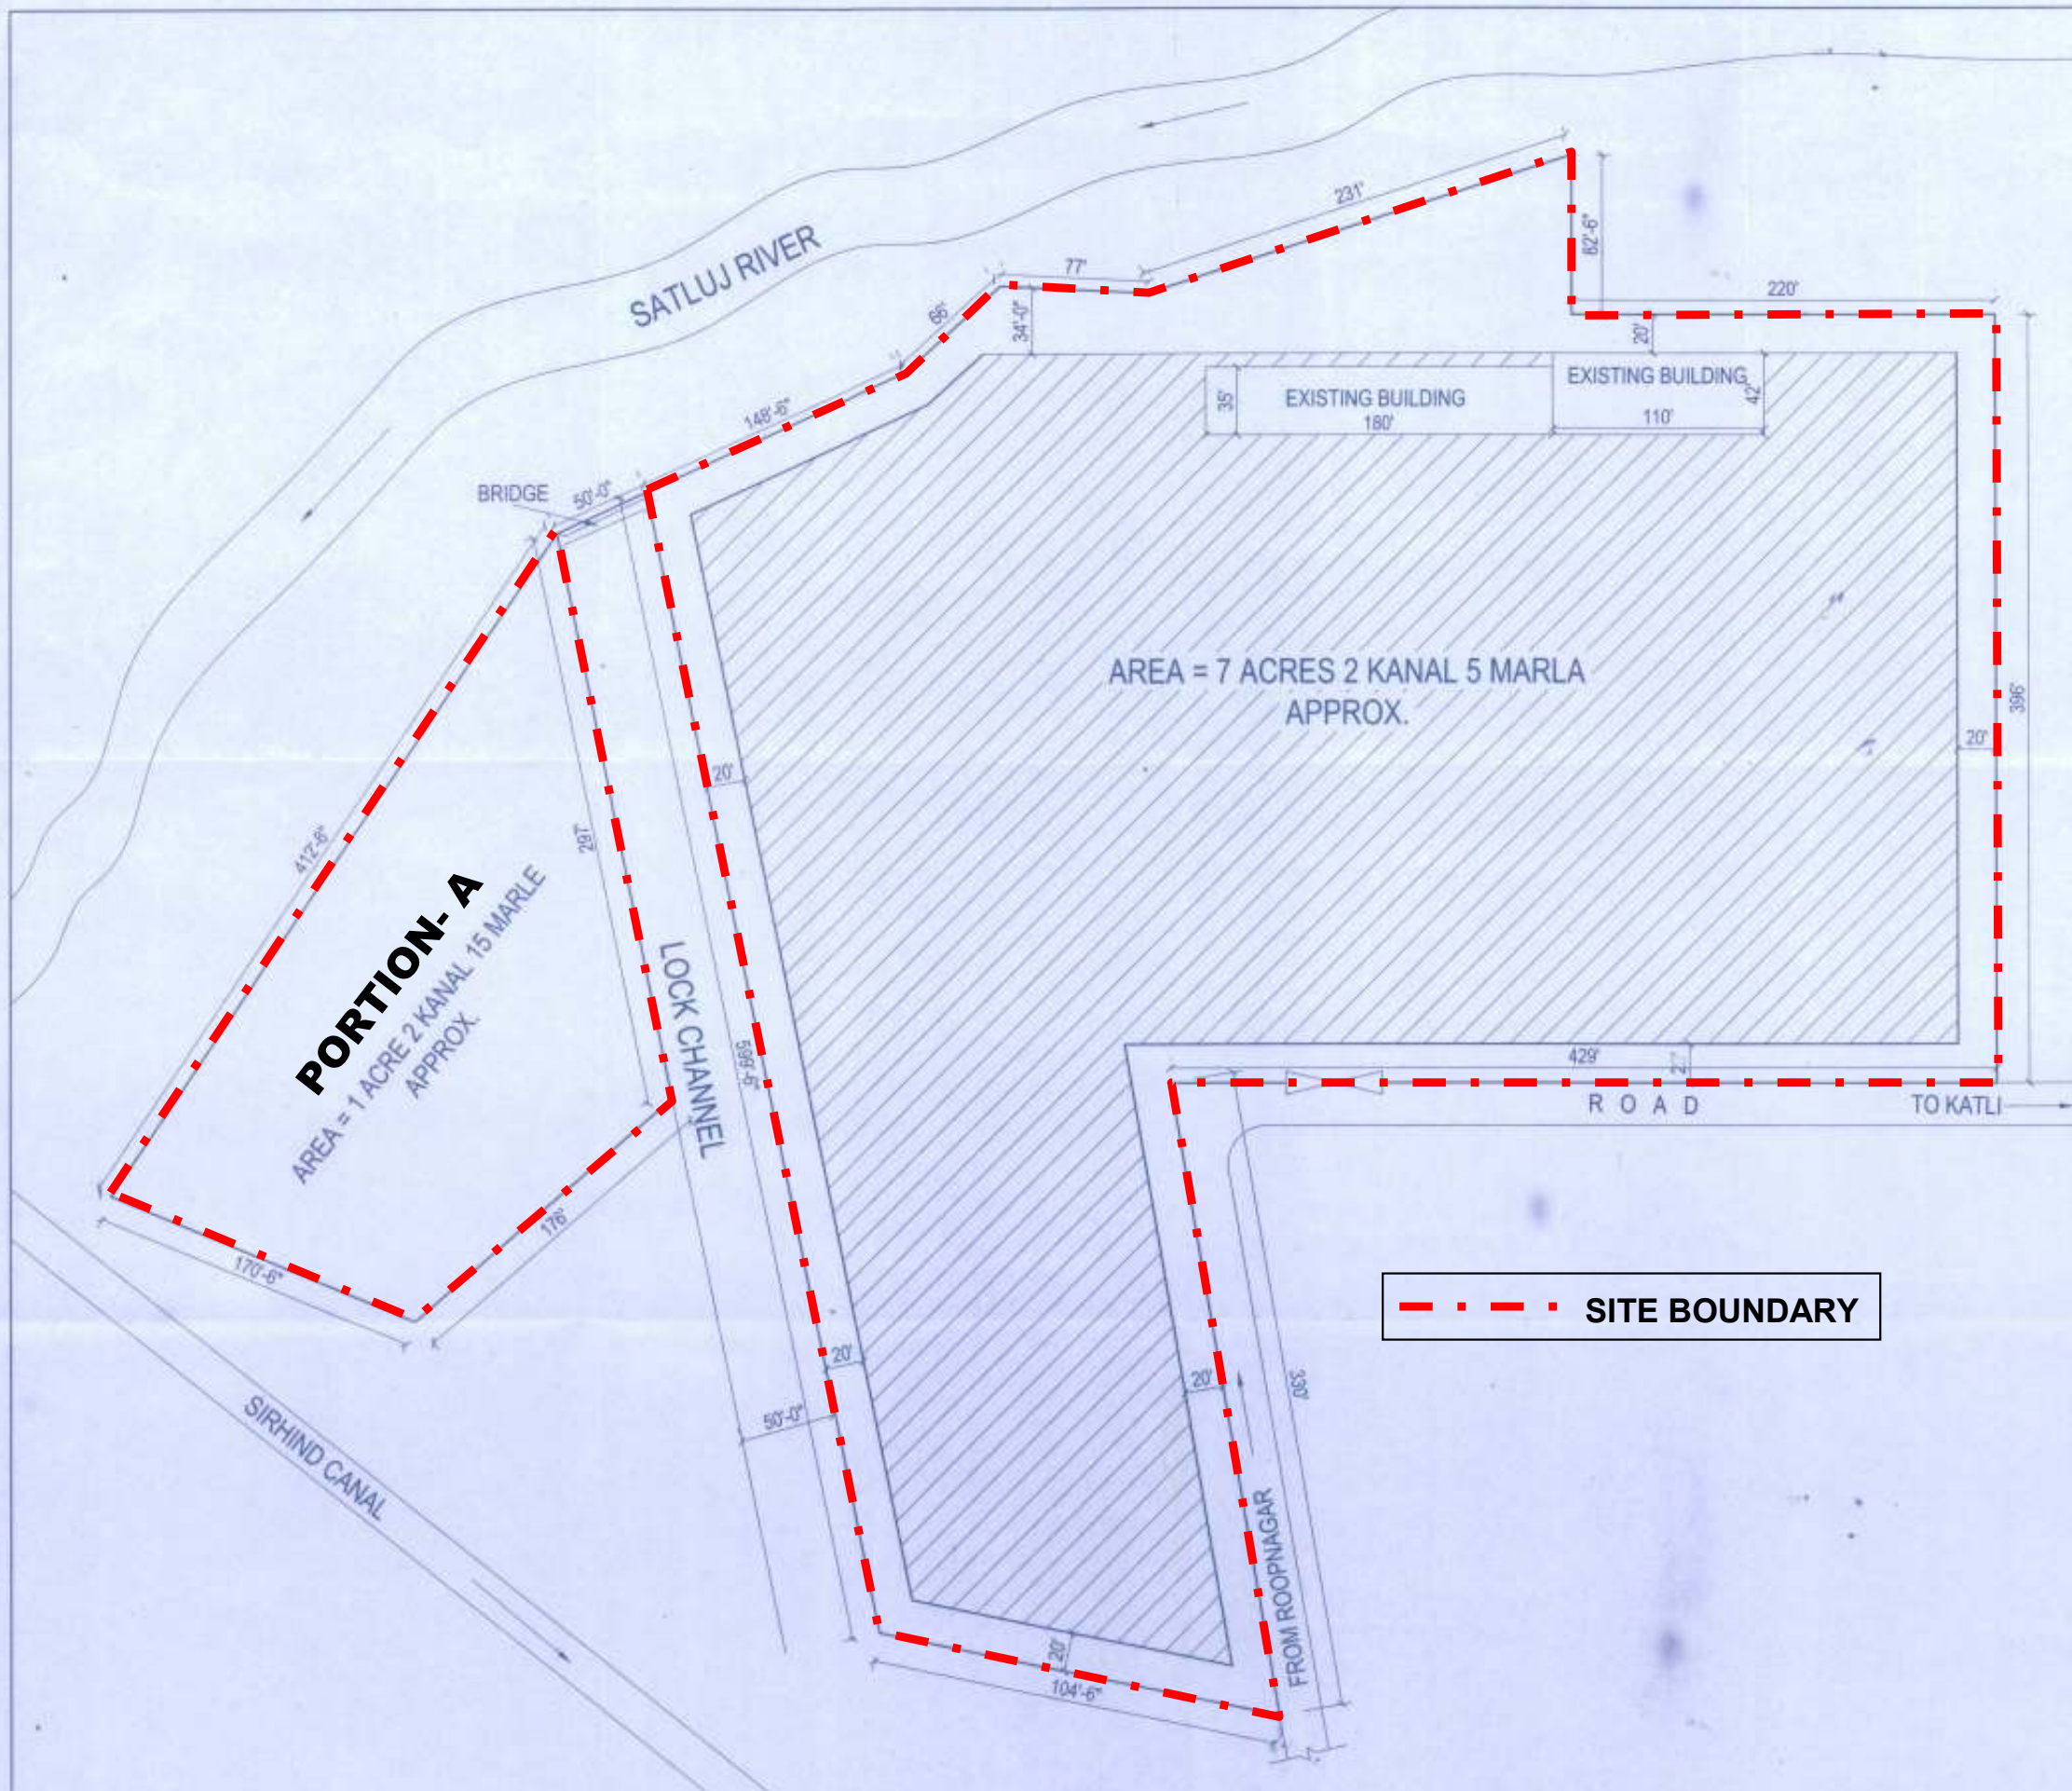 SATLUJ RIVER
231'
82'-6"
77'
220'
66'
34'-0"
20'
EXISTING BUILDING
35'
180'
EXISTING BUILDING
42'
110'
148'-6"
BRIDGE
50'-0"
AREA = 7 ACRES 2 KANAL 5 MARLA
APPROX.
396'
20'
20'
412'-6"
297'
PORTION- A
AREA = 1 ACRE 2 KANAL 15 MARLE
APPROX.
LOCK CHANNEL
599'-6"
429'
ROAD
TO KATLI
176'
170'-6"
SITE BOUNDARY
20'
20'
330'
50'-0"
SIRHIND CANAL
FROM ROOPNAGAR
20'
104'-6"